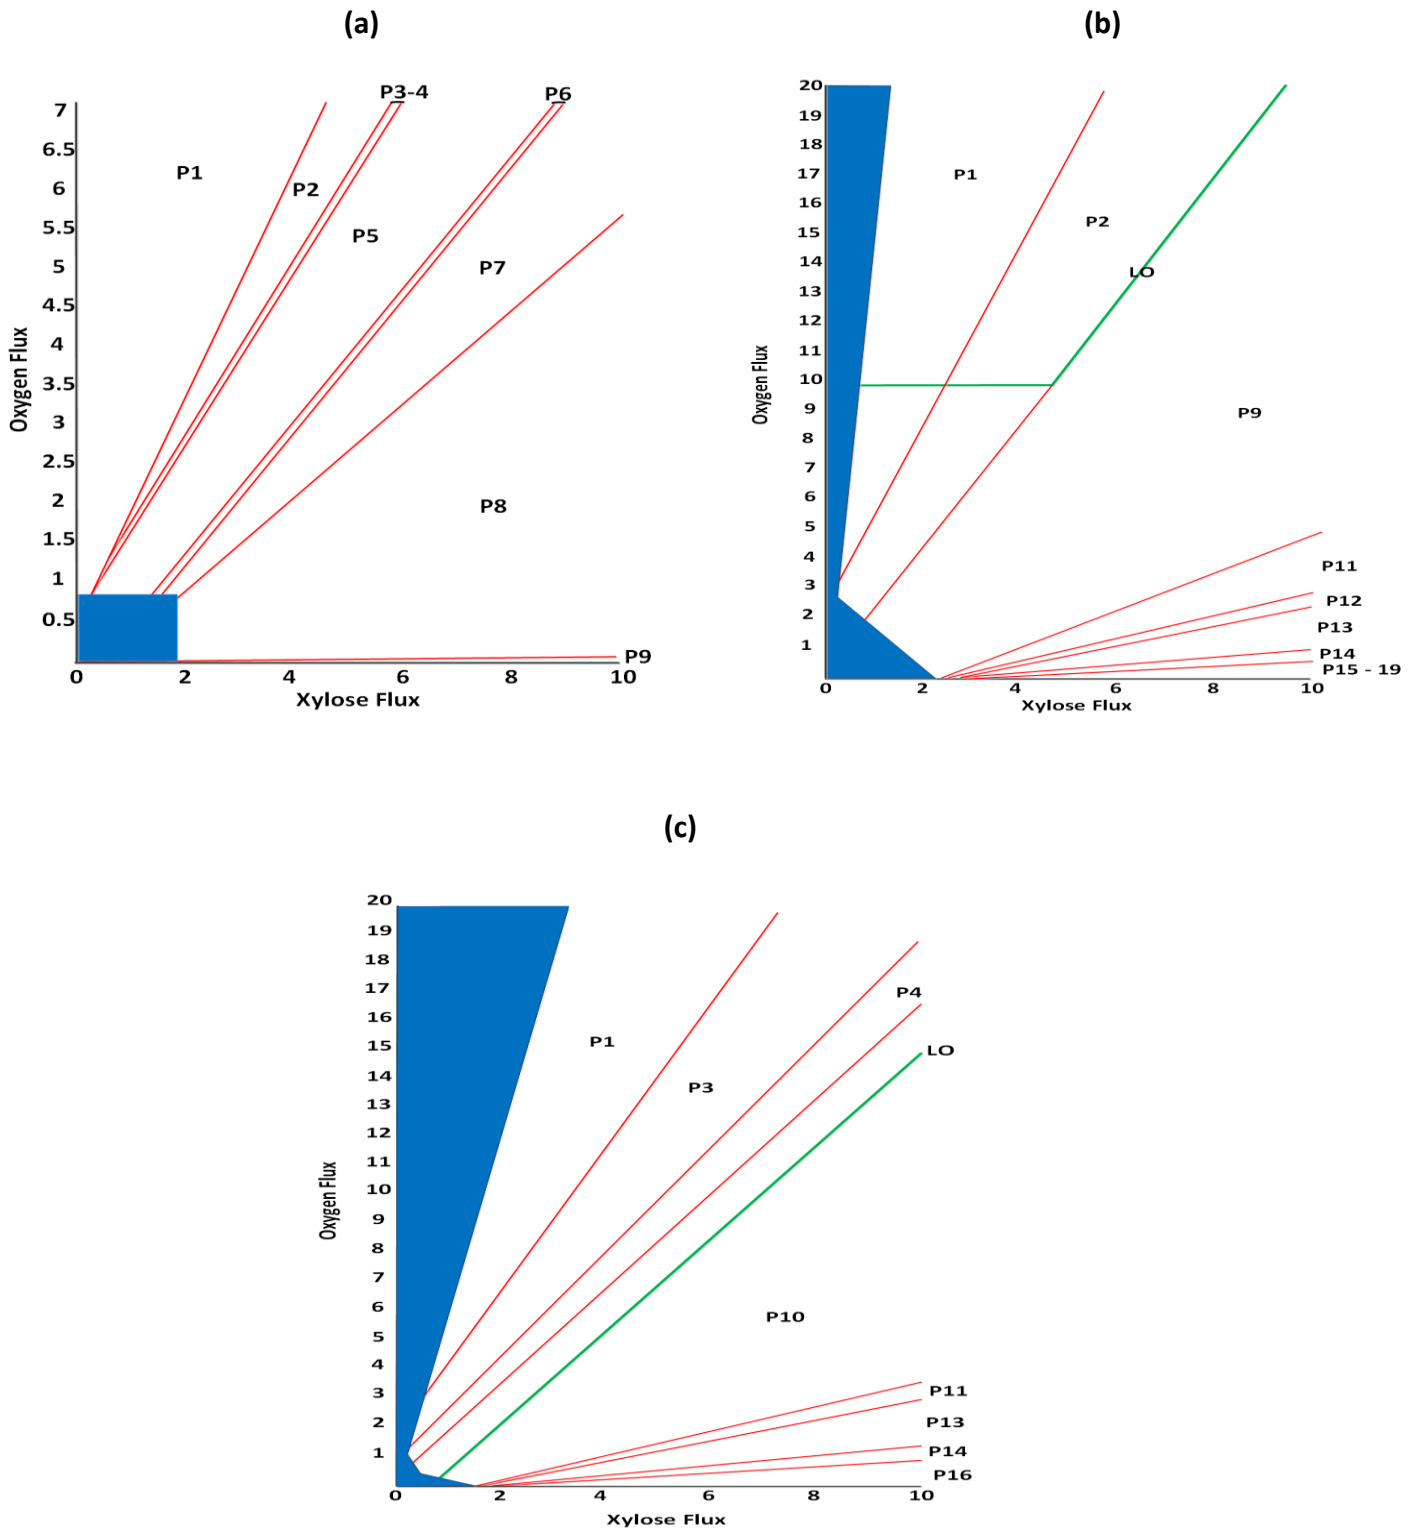 (a)
7
6.5
6
5.5
5
4.5
4
3.5
3
2.5
2
1.5
1
0.5
0 2 4 6 8 10
Oxygen Flux
Xylose Flux
P1
P2
P3-4
P5
P6
P7
P8
P9
(b)
20
19
18
17
16
15
14
13
12
11
10
9
8
7
6
5
4
3
2
1
0 2 4 6 8 10
Oxygen Flux
Xylose Flux
P1
P2
LO
P9
P11
P12
P13
P14
P15 - 19
(c)
20
19
18
17
16
15
14
13
12
11
10
9
8
7
6
5
4
3
2
1
0 2 4 6 8 10
Oxygen Flux
Xylose Flux
P1
P3
P4
LO
P10
P11
P13
P14
P16